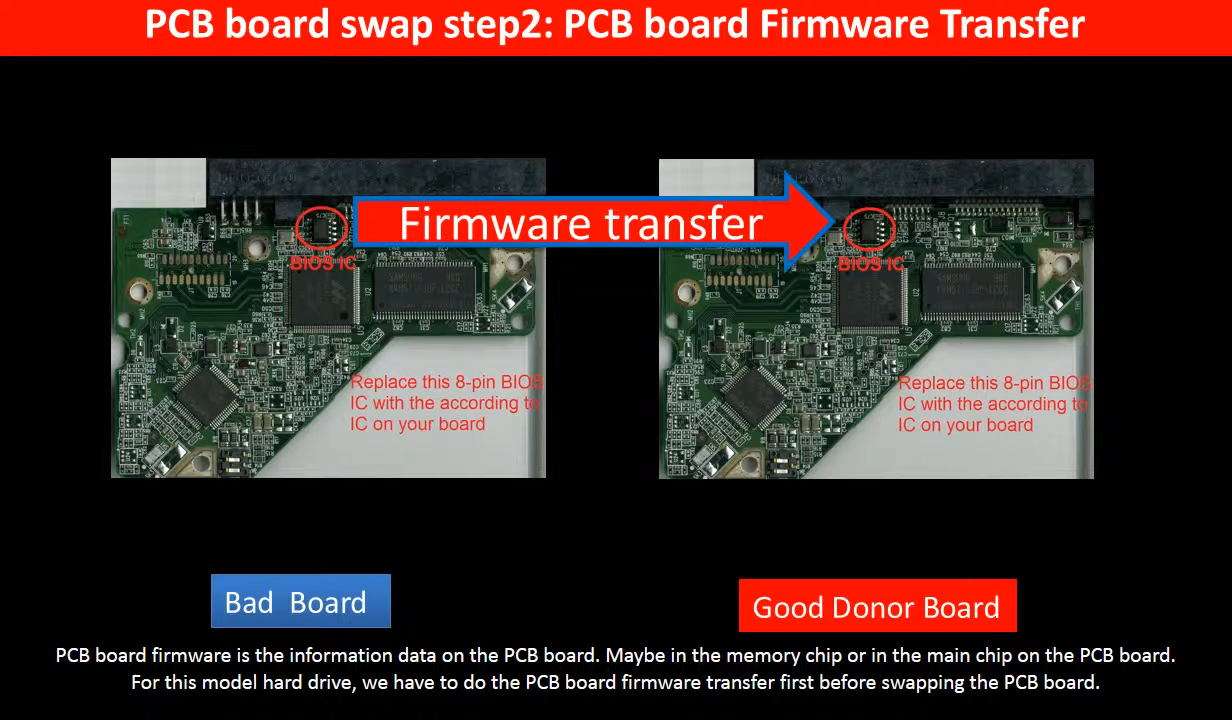 PCB board swap step2: PCB board Firmware Transfer
Firmware transfer
BIOS IC
BIOS IC
Replace this 8-pin BIOS
IC with the according to
IC on your board
Replace this 8-pin BIOS
IC with the according to
IC on your board
Bad Board
Good Donor Board
PCB board firmware is the information data on the PCB board. Maybe in the memory chip or in the main chip on the PCB board.
For this model hard drive, we have to do the PCB board firmware transfer first before swapping the PCB board.